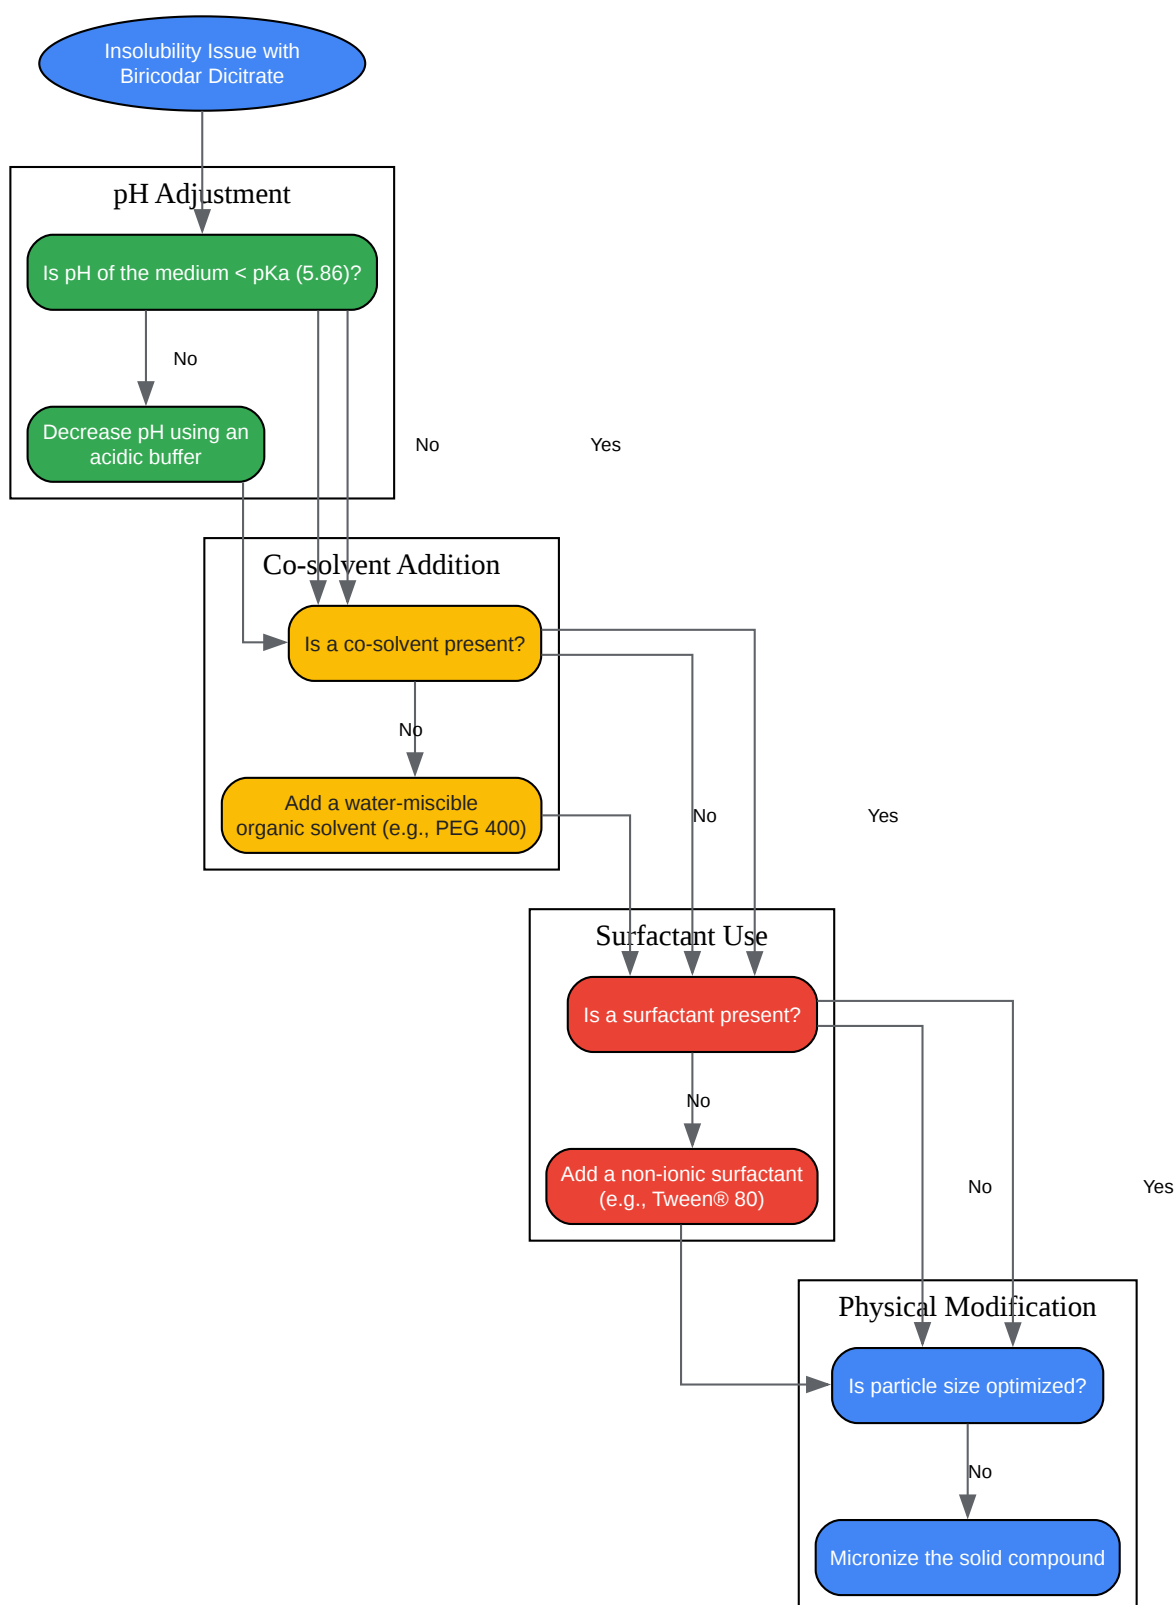 Insolubility Issue with
Biricodar Dicitrate
pH Adjustment
Is pH of the medium < pKa (5.86)?
No
Decrease pH using an
acidic buffer
No
Yes
Co-solvent Addition
Is a co-solvent present?
No
Add a water-miscible
organic solvent (e.g., PEG 400)
No
Yes
Surfactant Use
Is a surfactant present?
No
Add a non-ionic surfactant
(e.g., Tween® 80)
No
Yes
Physical Modification
Is particle size optimized?
No
Micronize the solid compound